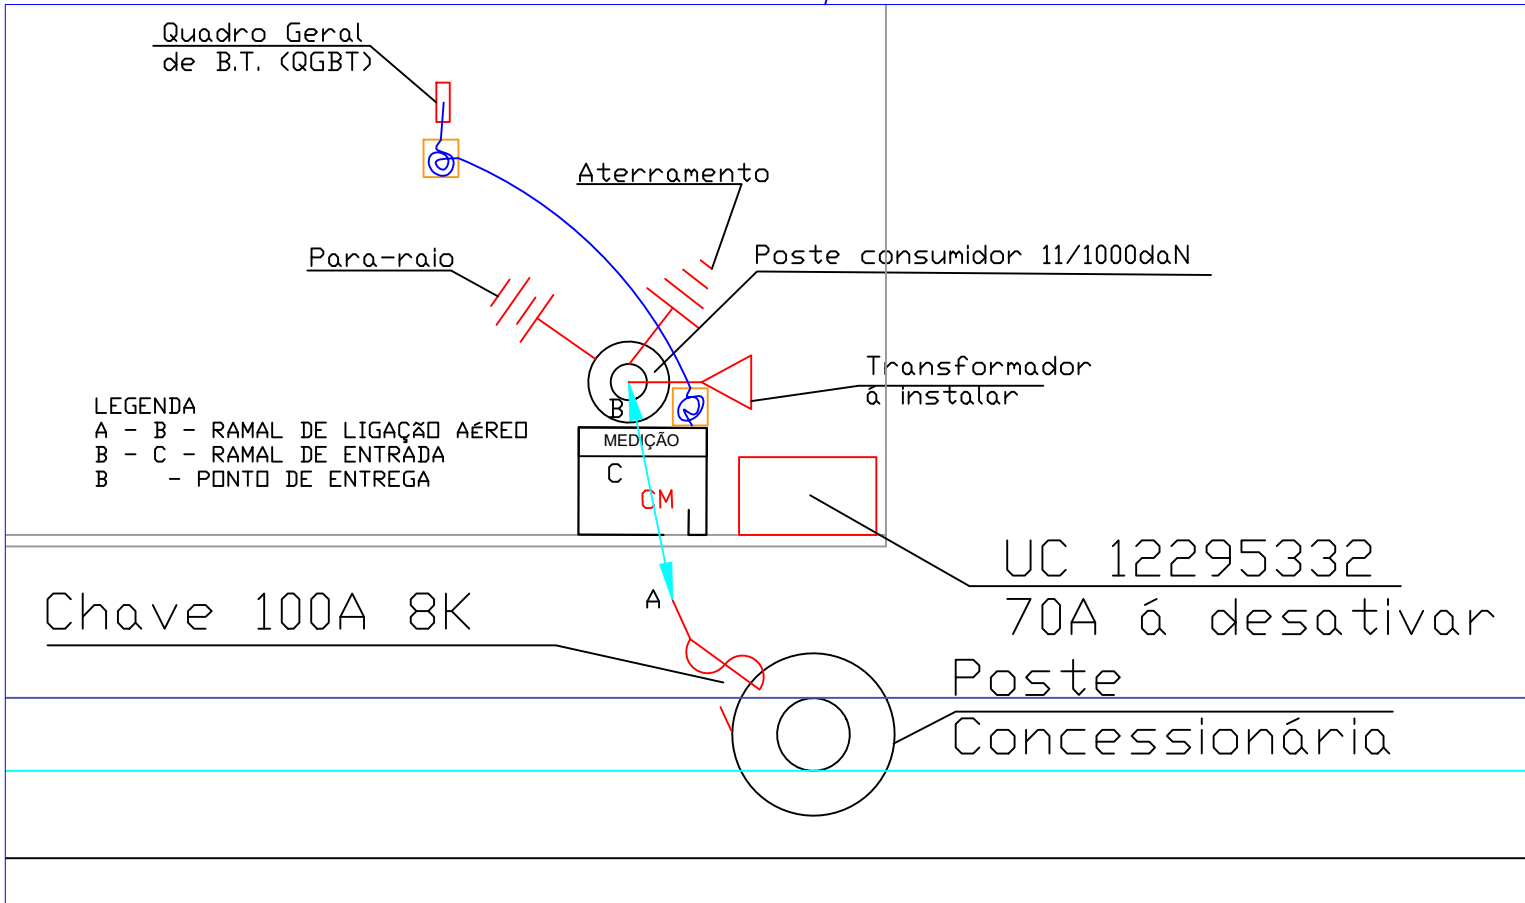 Quadro Geral
de B.T. (QGBT)
Aterramento
Para-raio
Poste consumidor 11/1000daN
Transformador
á instalar
LEGENDA
A - B - RAMAL DE LIGAÇÃO AÉREO
B - C - RAMAL DE ENTRADA
B - PONTO DE ENTREGA
B
MEDIÇÃO
C
CM
UC 12295332
70A á desativar
A
Chave 100A 8K
Poste
Concessionária